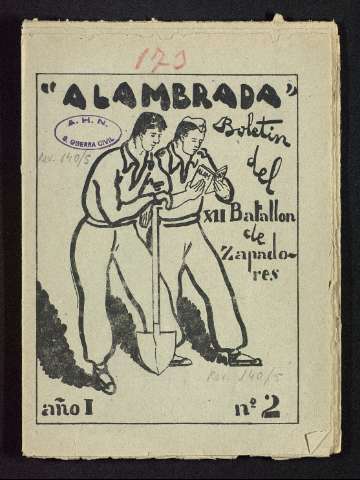 173
"ALAMBRADA"
A.H.N.
S. GUERRA CIVIL
Rev. 140/5
Boletin
del
XII Batallon
de
Zapado-
res
Rev. 140/5
año I
nº 2